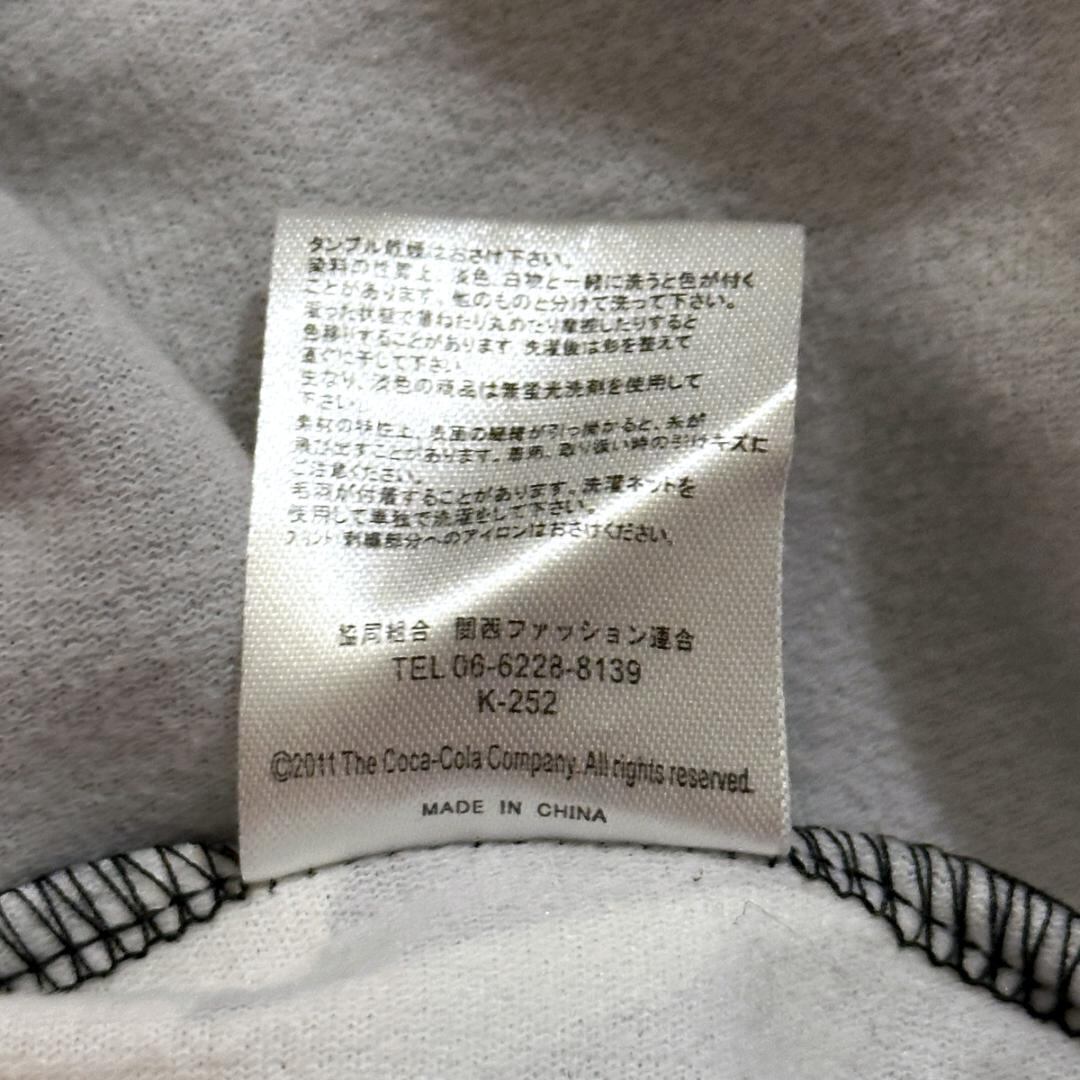 タンブル乾燥はおさけ下さい。
染料の性質上、淡色、白物と一緒に洗うと色が付く
ことがあります。他のものと分けて洗って下さい。
湿った状態で重ねたり丸めたり摩擦したりすると
色移りすることがあります。洗濯後は形を整えて
直ぐに干して下さい。
生なり、淡色の商品は無蛍光洗剤を使用して
下さい。
素材の特性上、表面の繊維が引っ掛かると、糸が
飛び出すことがあります。着用、取り扱い時の引けキズに
ご注意ください。
毛羽が付着することがあります。洗濯ネットを
使用して単独で洗濯をして下さい。
プリント、刺繍部分へのアイロンはおさけください。
協同組合 関西ファッション連合
TEL 06-6228-8139
K-252
©2011 The Coca-Cola Company. All rights reserved.
MADE IN CHINA